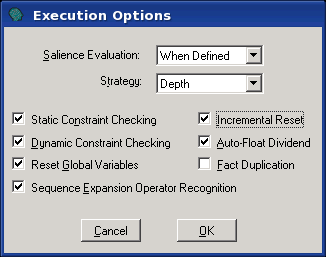 Execution Options
Salience Evaluation: When Defined
Strategy: Depth
Static Constraint Checking Incremental Reset
Dynamic Constraint Checking Auto-Float Dividend
Reset Global Variables Fact Duplication
Sequence Expansion Operator Recognition
Cancel OK